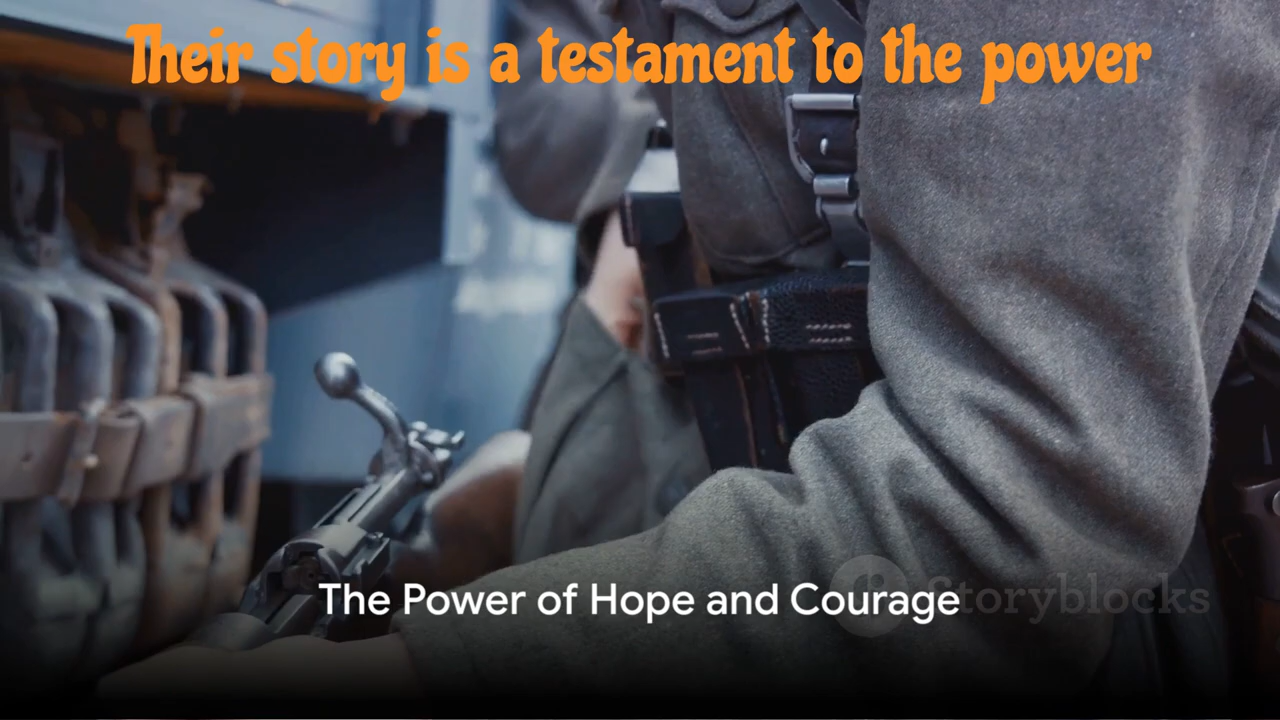 Their story is a testament to the power
The Power of Hope and Courage
Storyblocks